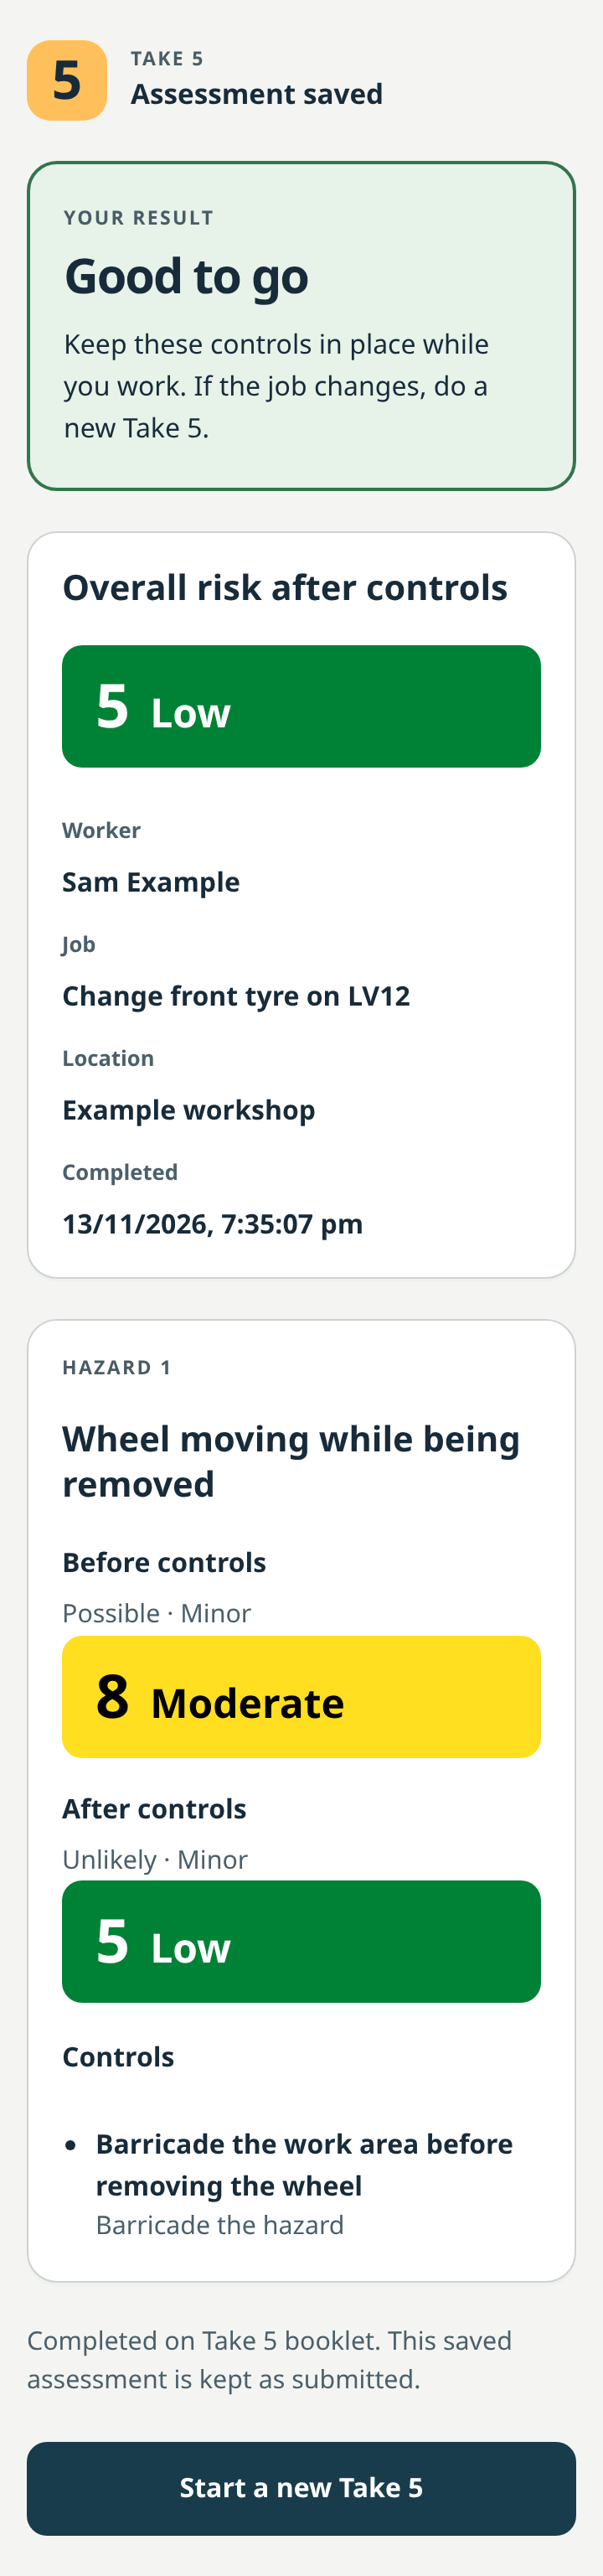 5
TAKE 5
Assessment saved
YOUR RESULT
Good to go
Keep these controls in place while
you work. If the job changes, do a
new Take 5.
Overall risk after controls
5 Low
Worker
Sam Example
Job
Change front tyre on LV12
Location
Example workshop
Completed
13/11/2026, 7:35:07 pm
HAZARD 1
Wheel moving while being
removed
Before controls
Possible · Minor
8 Moderate
After controls
Unlikely · Minor
5 Low
Controls
• Barricade the work area before
removing the wheel
Barricade the hazard
Completed on Take 5 booklet. This saved
assessment is kept as submitted.
Start a new Take 5